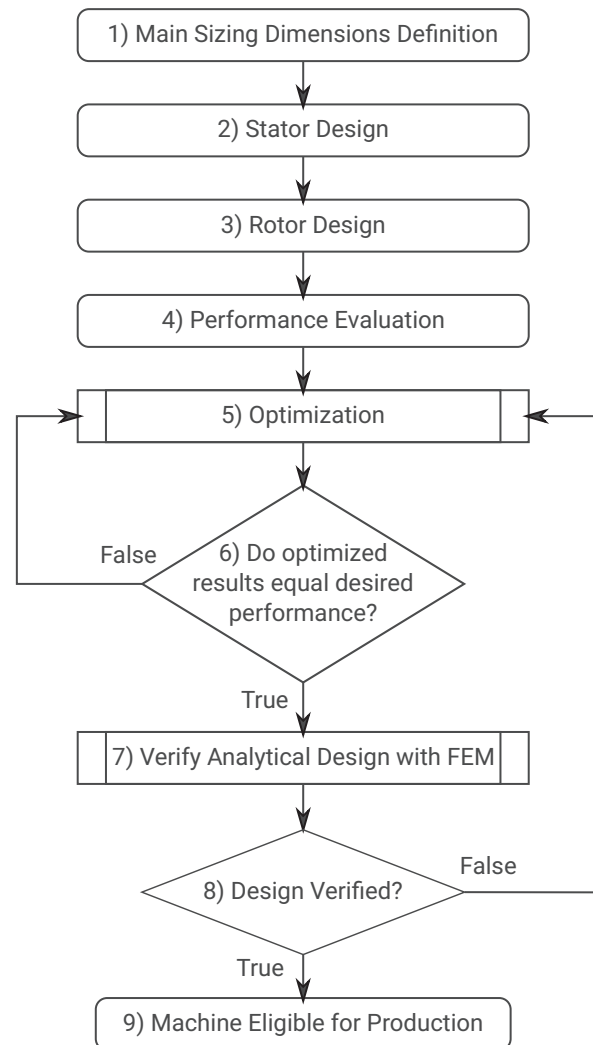 1) Main Sizing Dimensions Definition
2) Stator Design
3) Rotor Design
4) Performance Evaluation
5) Optimization
False
6) Do optimized
results equal desired
performance?
True
7) Verify Analytical Design with FEM
False
8) Design Verified?
True
9) Machine Eligible for Production